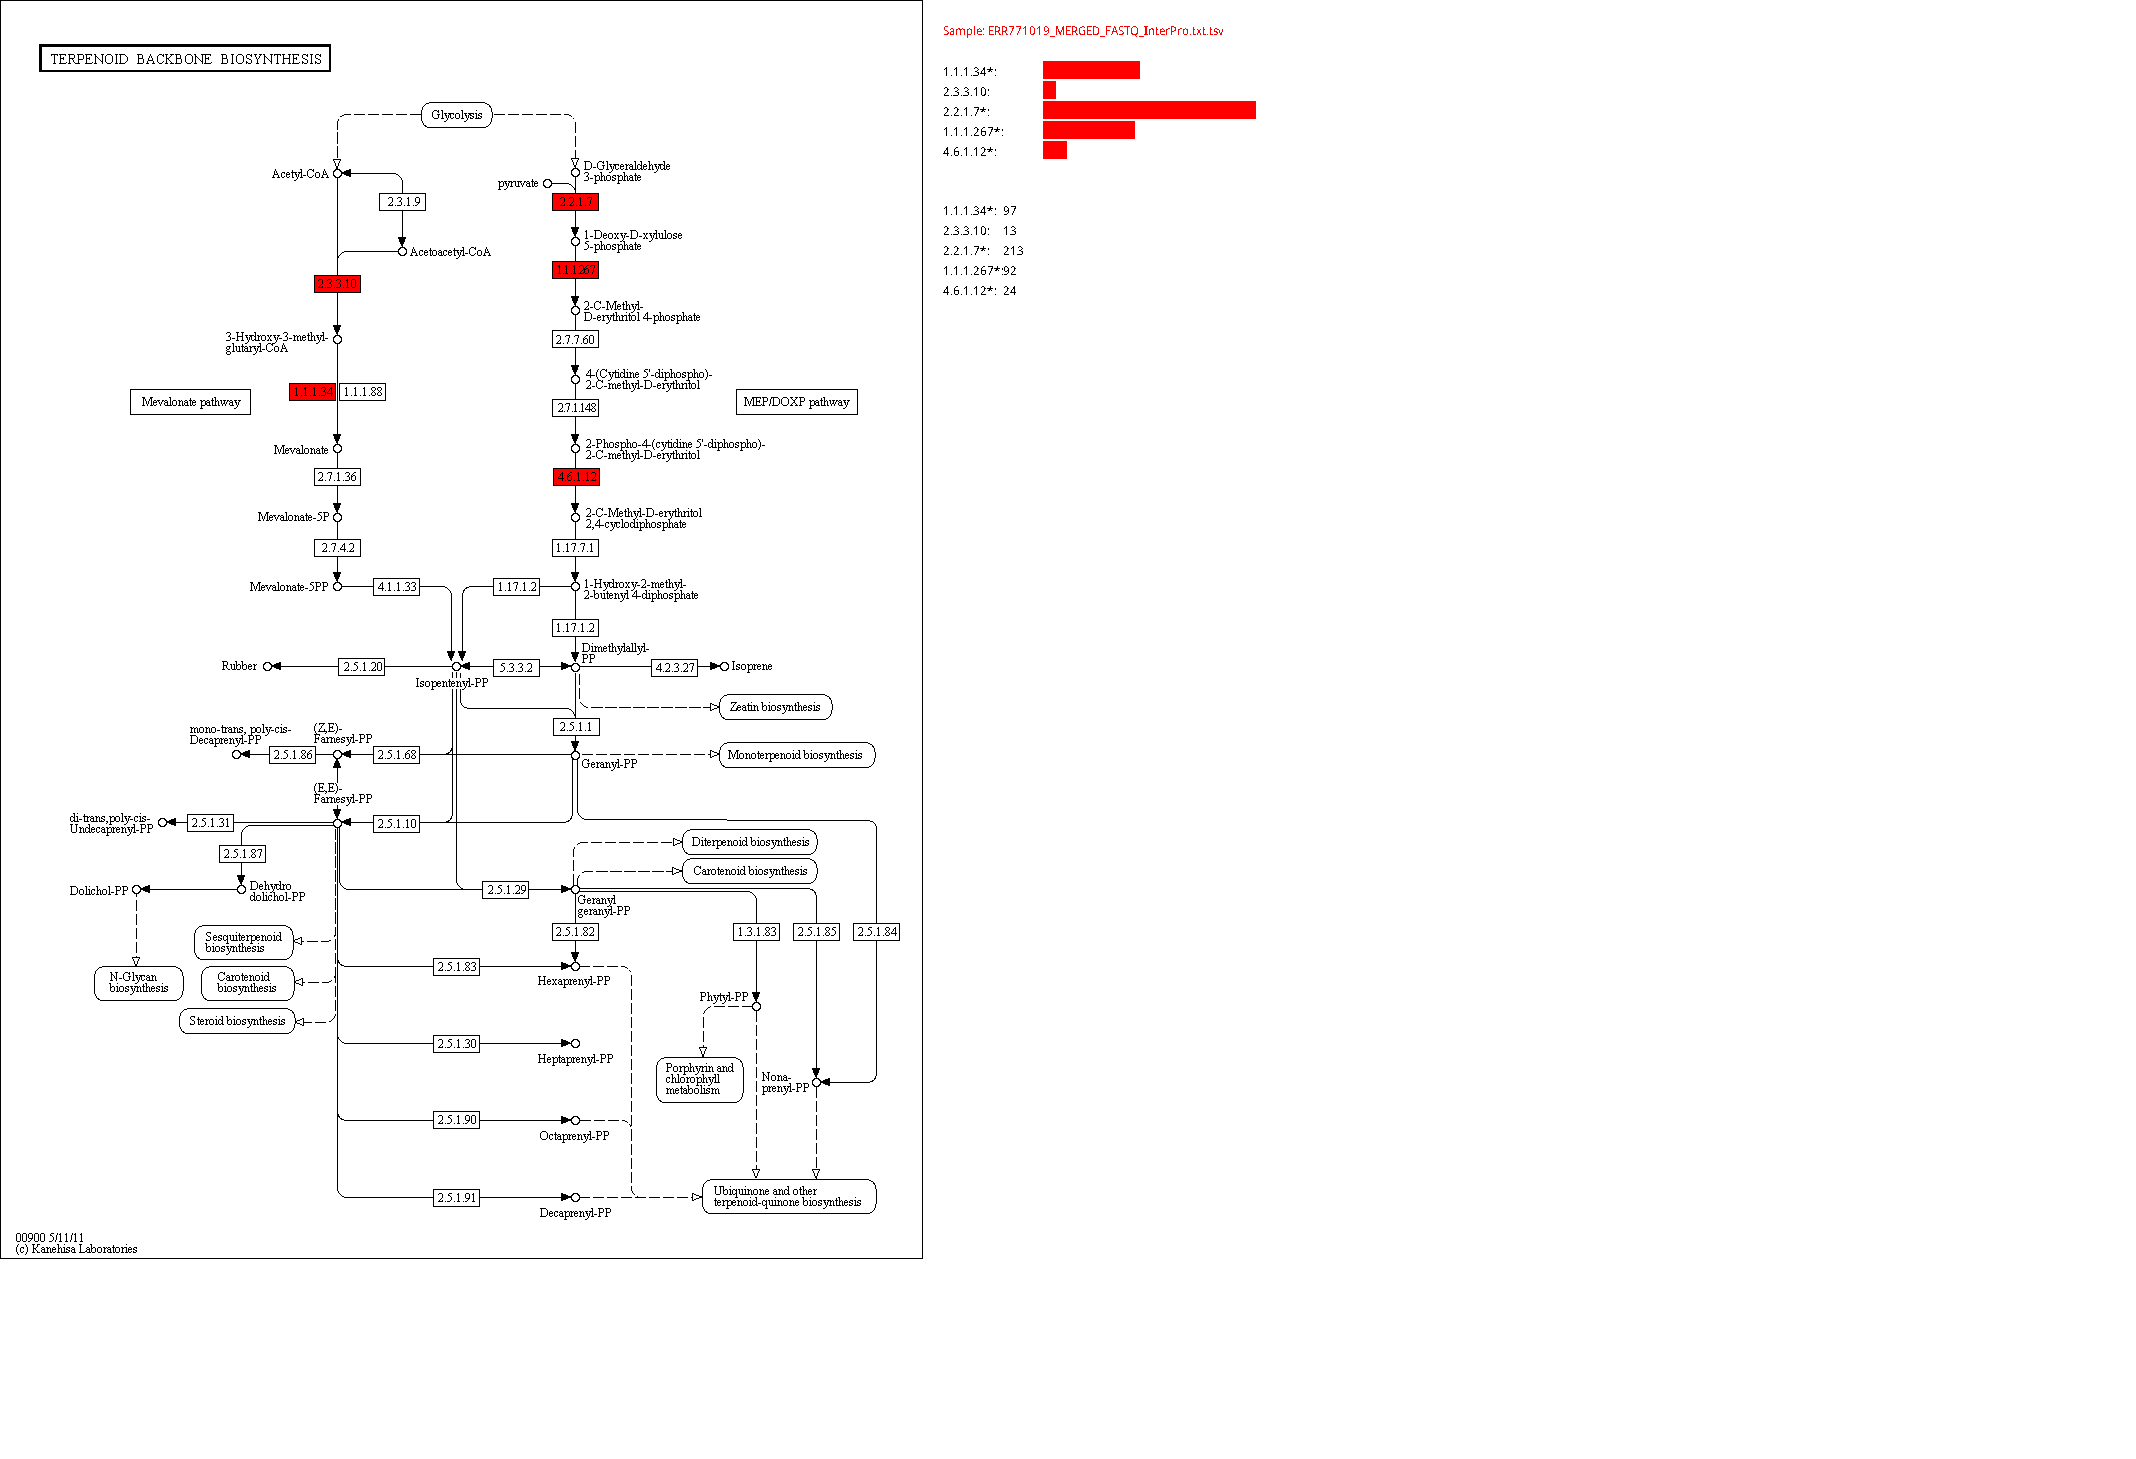 TERPENOID BACKBONE BIOSYNTHESIS
Glycolysis
Acetyl-CoA
2.3.1.9
Acetoacetyl-CoA
2.3.3.10
3-Hydroxy-3-methyl-
glutaryl-CoA
1.1.1.34
1.1.1.88
Mevalonate pathway
Mevalonate
2.7.1.36
Mevalonate-5P
2.7.4.2
Mevalonate-5PP
4.1.1.33
D-Glyceraldehyde
3-phosphate
pyruvate
2.2.1.7
1-Deoxy-D-xylulose
5-phosphate
1.1.1.267
2-C-Methyl-
D-erythritol 4-phosphate
2.7.7.60
4-(Cytidine 5'-diphospho)-
2-C-methyl-D-erythritol
2.7.1.148
MEP/DOXP pathway
2-Phospho-4-(cytidine 5'-diphospho)-
2-C-methyl-D-erythritol
4.6.1.12
2-C-Methyl-D-erythritol
2,4-cyclodiphosphate
1.17.7.1
1-Hydroxy-2-methyl-
2-butenyl 4-diphosphate
1.17.1.2
1.17.1.2
Dimethylallyl-
PP
Rubber
2.5.1.20
Isopentenyl-PP
5.3.3.2
4.2.3.27
Isoprene
Zeatin biosynthesis
2.5.1.1
mono-trans, poly-cis-
Decaprenyl-PP
2.5.1.86
(Z,E)-
Farnesyl-PP
2.5.1.68
Geranyl-PP
Monoterpenoid biosynthesis
(E,E)-
Farnesyl-PP
di-trans,poly-cis-
Undecaprenyl-PP
2.5.1.31
2.5.1.10
2.5.1.87
Dolichol-PP
Dehydro
dolichol-PP
Diterpenoid biosynthesis
Carotenoid biosynthesis
2.5.1.29
Geranyl
geranyl-PP
2.5.1.82
1.3.1.83
2.5.1.85
2.5.1.84
Sesquiterpenoid
biosynthesis
N-Glycan
biosynthesis
Carotenoid
biosynthesis
Steroid biosynthesis
2.5.1.83
Hexaprenyl-PP
Phytyl-PP
2.5.1.30
Heptaprenyl-PP
Porphyrin and
chlorophyll
metabolism
Nona-
prenyl-PP
2.5.1.90
Octaprenyl-PP
2.5.1.91
Decaprenyl-PP
Ubiquinone and other
terpenoid-quinone biosynthesis
00900 5/11/11
(c) Kanehisa Laboratories
Sample: ERR771019_MERGED_FASTQ_InterPro.txt.tsv
1.1.1.34*:
2.3.3.10:
2.2.1.7*:
1.1.1.267*:
4.6.1.12*:
1.1.1.34*: 97
2.3.3.10: 13
2.2.1.7*: 213
1.1.1.267*:92
4.6.1.12*: 24